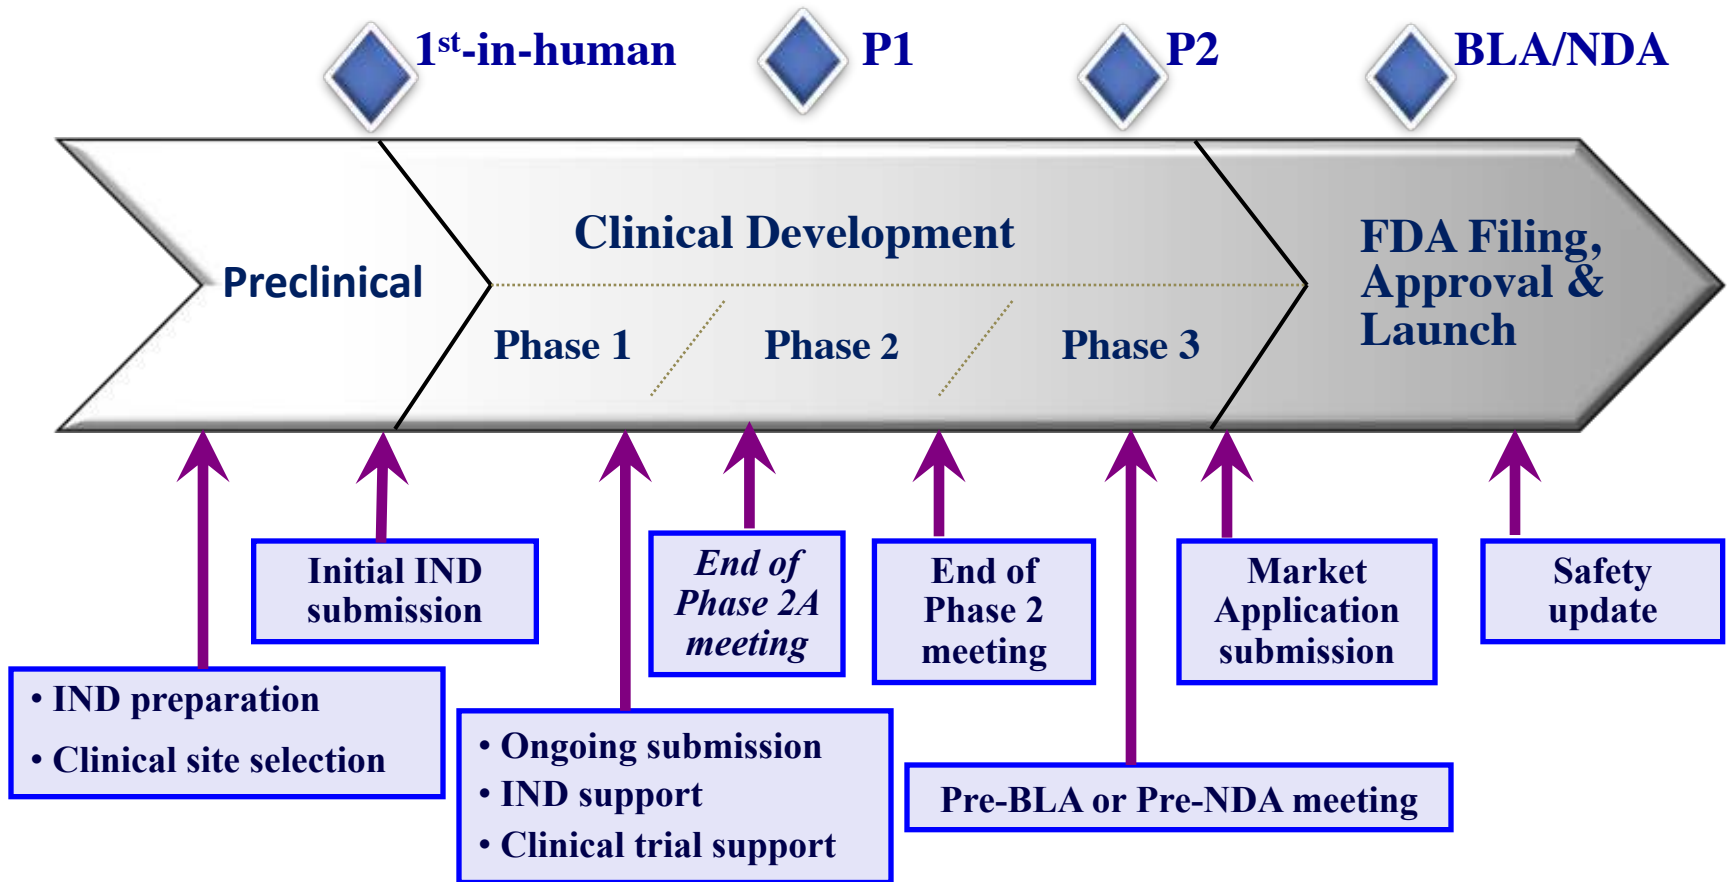 1st-in-human
P1
P2
BLA/NDA
Preclinical
Clinical Development
Phase 1
Phase 2
Phase 3
FDA Filing,
Approval &
Launch
Initial IND
submission
End of
Phase 2A
meeting
End of
Phase 2
meeting
Market
Application
submission
Safety
update
• IND preparation
• Clinical site selection
• Ongoing submission
• IND support
• Clinical trial support
Pre-BLA or Pre-NDA meeting